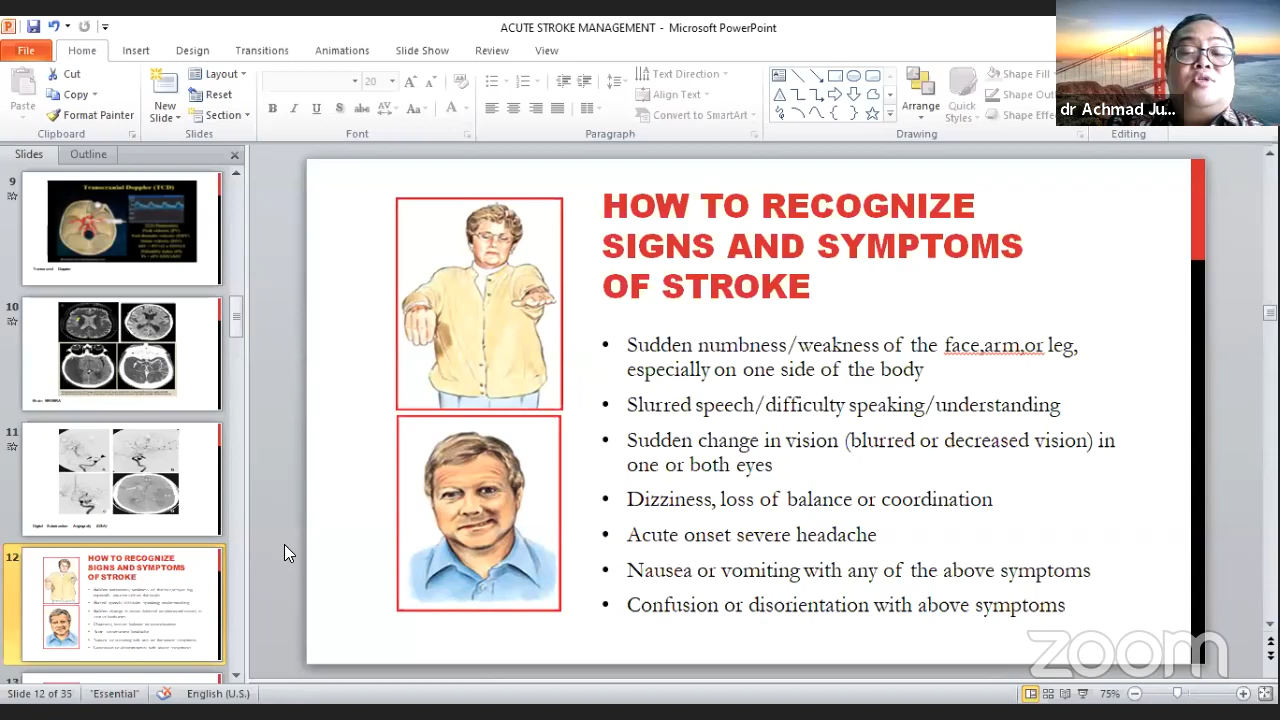 ACUTE STROKE MANAGEMENT - Microsoft PowerPoint
File Home Insert Design Transitions Animations Slide Show Review View
Paste
Cut
Copy
Format Painter
Clipboard
New
Slide
Layout
Reset
Section
Slides
20
Font
Text Direction
Align Text
Convert to SmartArt
Paragraph
Arrange
Quick
Styles
Shape Fill
Shape Out
Shape Effec
Drawing
Editing
dr Achmad Ju...
Slides Outline
9
Transcranial Doppler (TCD)
10
11
12
HOW TO RECOGNIZE
SIGNS AND SYMPTOMS
OF STROKE
13
HOW TO RECOGNIZE
SIGNS AND SYMPTOMS
OF STROKE
• Sudden numbness/weakness of the face,arm,or leg,
especially on one side of the body
• Slurred speech/difficulty speaking/understanding
• Sudden change in vision (blurred or decreased vision) in
one or both eyes
• Dizziness, loss of balance or coordination
• Acute onset severe headache
• Nausea or vomiting with any of the above symptoms
• Confusion or disorientation with above symptoms
zoom
Slide 12 of 35 "Essential" English (U.S.) 75%